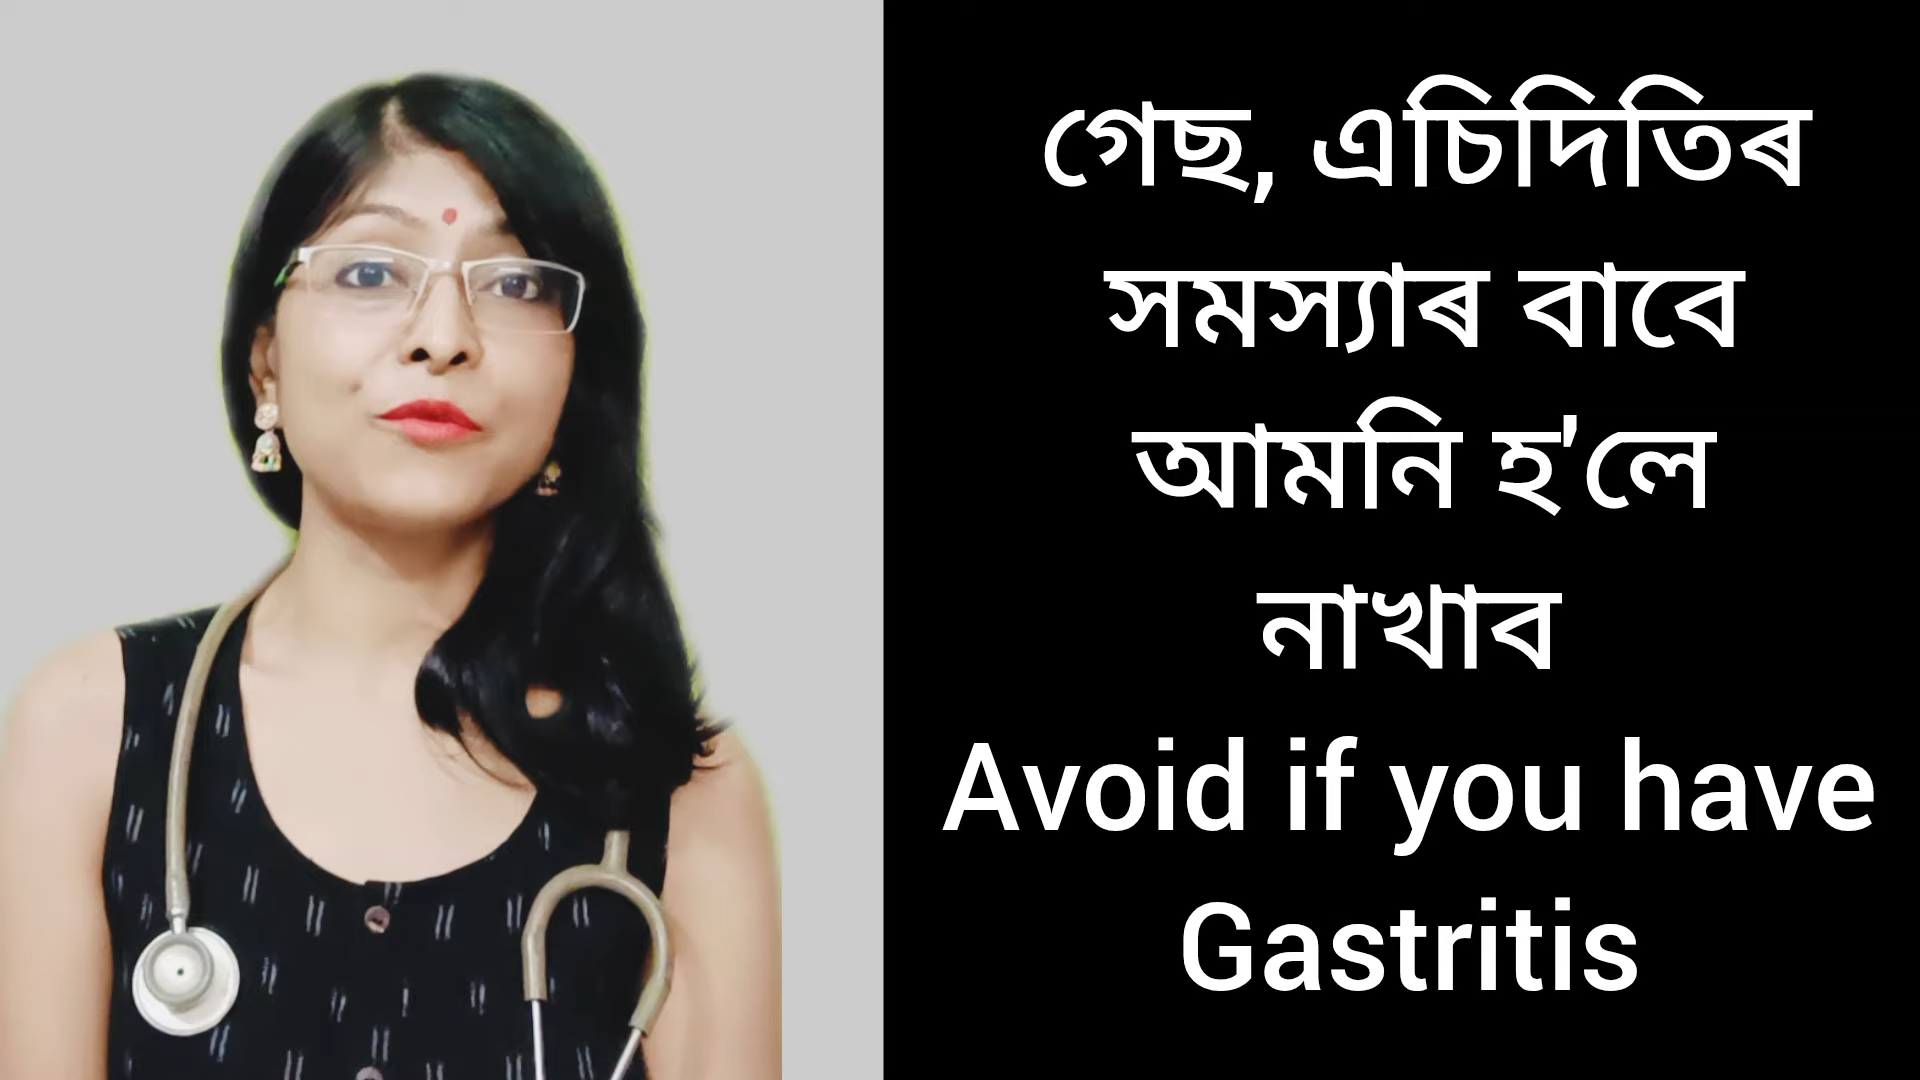 গেছ, এচিদিতিৰ
সমস্যাৰ বাবে
আমনি হ'লে
নাখাব
Avoid if you have
Gastritis